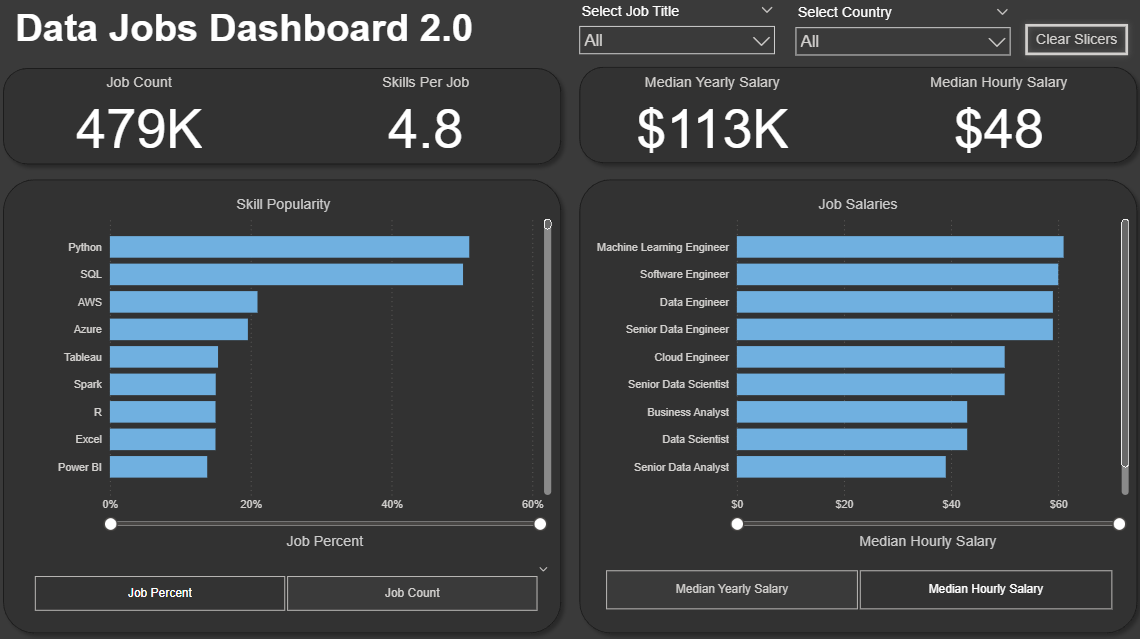 Data Jobs Dashboard 2.0
Select Job Title
All
Select Country
All
Clear Slicers
Job Count
479K
Skills Per Job
4.8
Median Yearly Salary
$113K
Median Hourly Salary
$48
Skill Popularity
Python
SQL
AWS
Azure
Tableau
Spark
R
Excel
Power BI
0% 20% 40% 60%
Job Percent
Job Percent
Job Count
Job Salaries
Machine Learning Engineer
Software Engineer
Data Engineer
Senior Data Engineer
Cloud Engineer
Senior Data Scientist
Business Analyst
Data Scientist
Senior Data Analyst
$0 $20 $40 $60
Median Hourly Salary
Median Yearly Salary
Median Hourly Salary